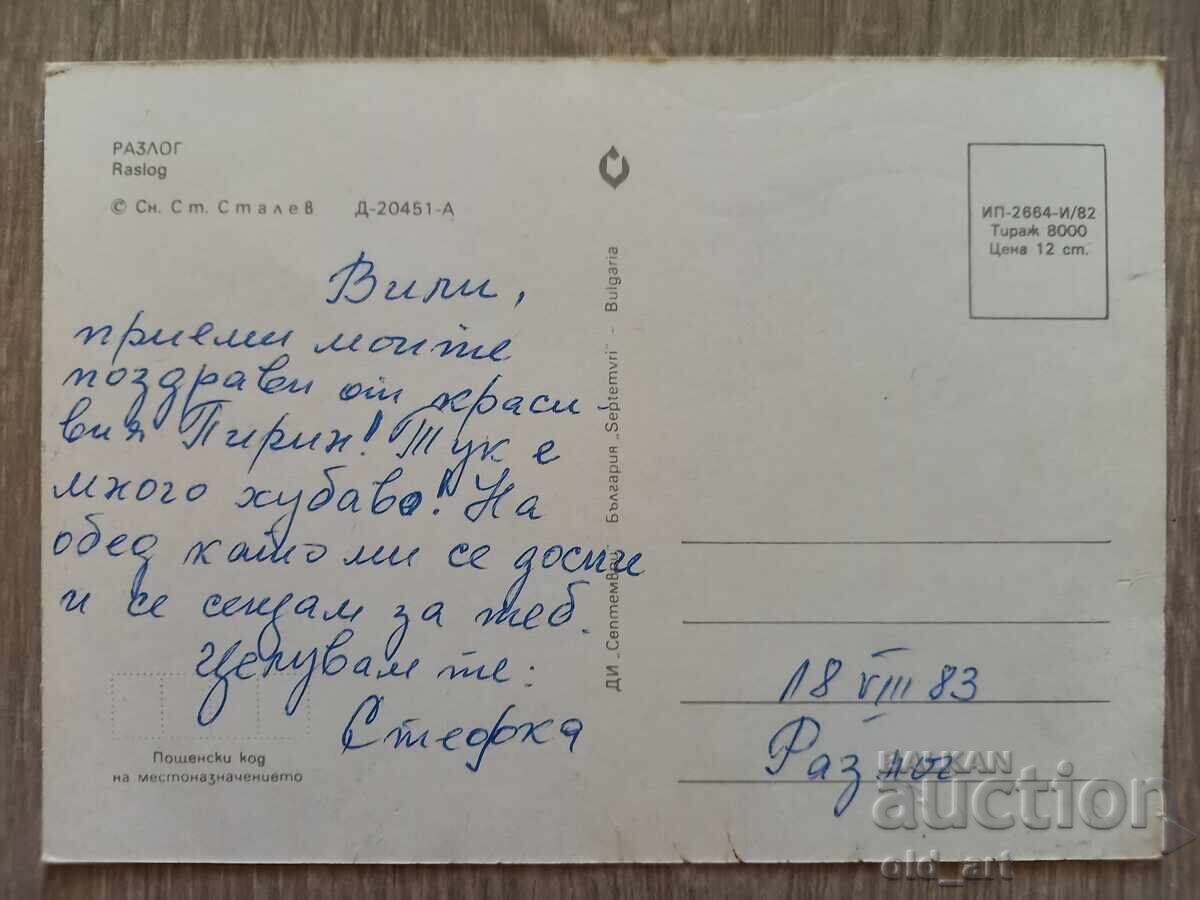 РАЗЛОГ
Raslog
© Сн. Ст. Сталев Д-20451-А
Вили,
приеми моите
поздрави от краси-
вия Пирин! Тук е
много хубаво! На
обед като ми се доспи
и се сещам за теб.
Целувам те:
Стефка
Пощенски код
на местоназначението
ДИ „Септември“ България „Septemvri“ - Bulgaria
ИП-2664-И/82
Тираж 8000
Цена 12 ст.
18 VIII 83
Разлог
BALKAN
auction
old_art